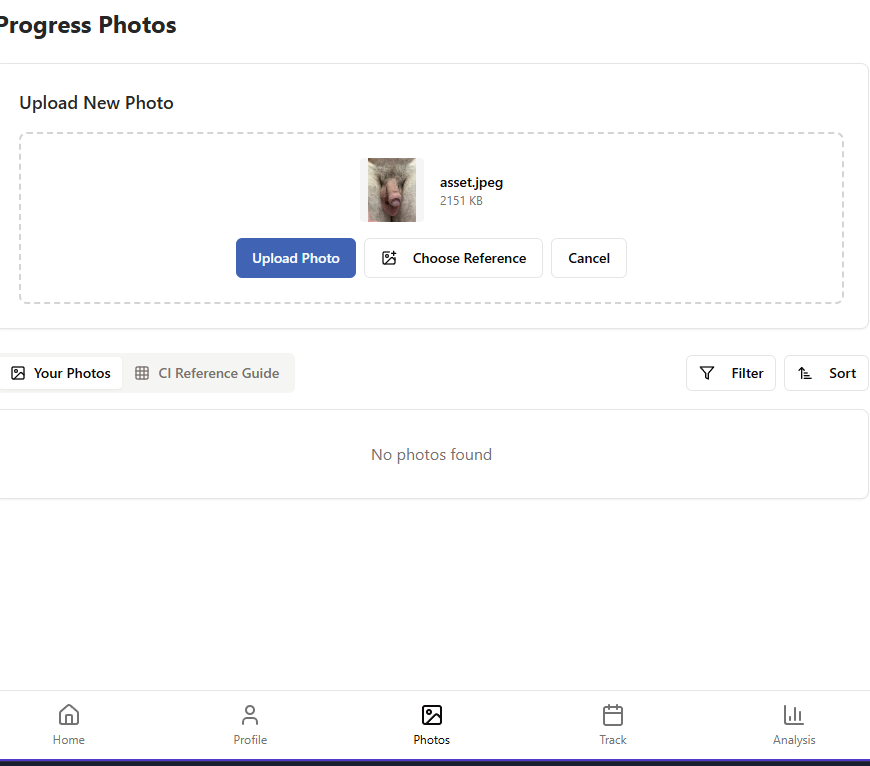 Progress Photos
Upload New Photo
asset.jpeg
2151 KB
Upload Photo
Choose Reference
Cancel
Your Photos
CI Reference Guide
Filter
Sort
No photos found
Home
Profile
Photos
Track
Analysis